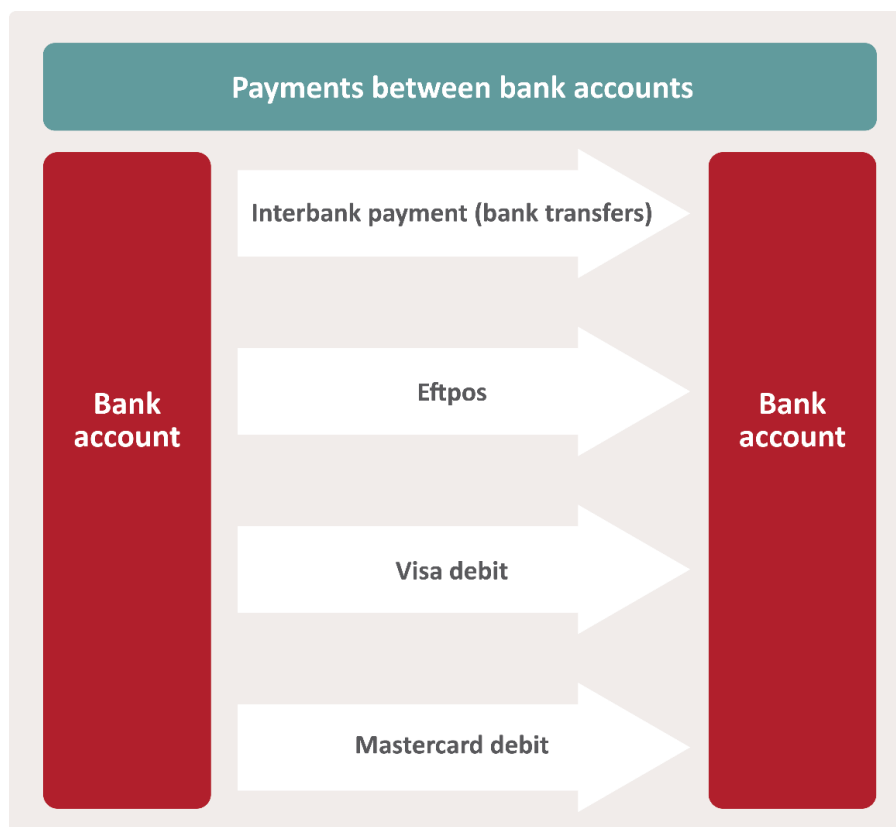 Payments between bank accounts
Bank
account
Interbank payment (bank transfers)
Eftpos
Visa debit
Mastercard debit
Bank
account